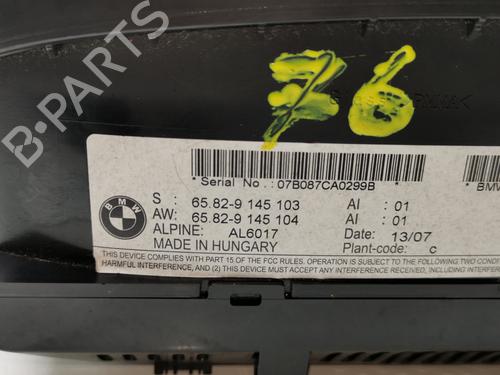 76
* Serial No .: 07B087CA0299B *
* BMW
S : 65.82-9 145 103 AI : 01
AW: 65.82-9 145 104 AI : 01
ALPINE: AL6017 Date : 13/07
MADE IN HUNGARY Plant-code: c
THIS DEVICE COMPLIES WITH PART 15 OF THE FCC RULES. OPERATION IS SUBJECT TO THE FOLLOWING TWO COND
HARMFUL INTERFERENCE, AND (2) THIS DEVICE MUST ACCEPT ANY INTERFERENCE RECEIVED, INCLUDING INTERFE
BMW
B-PARTS